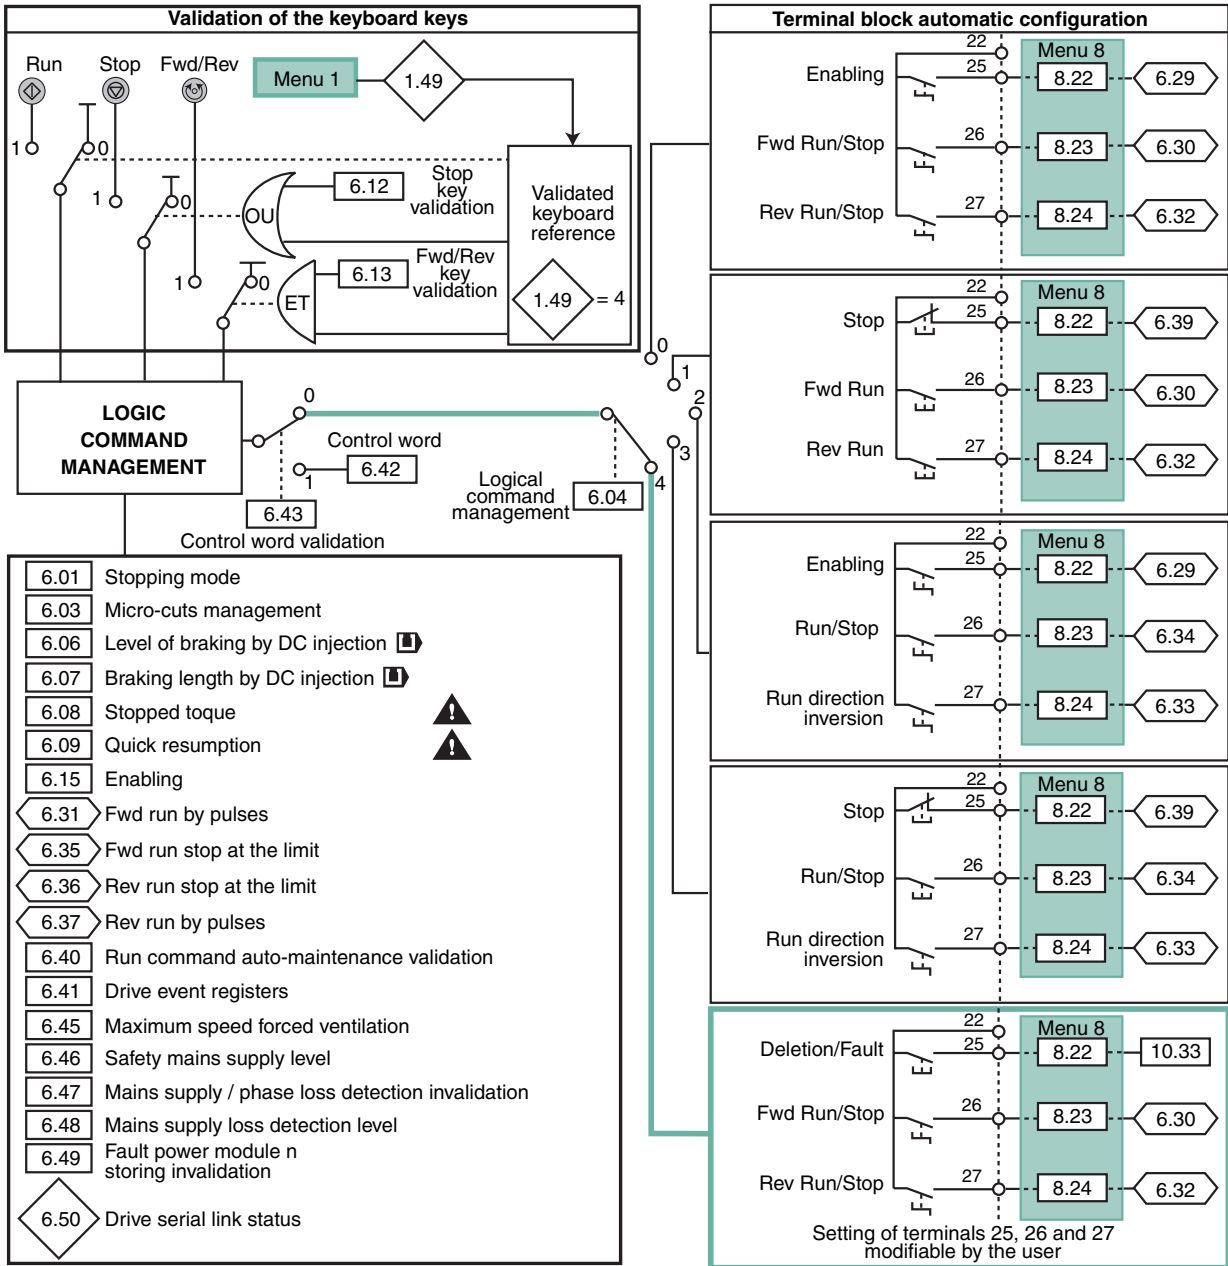 Validation of the keyboard keys
Run Stop Fwd/Rev
Menu 1
1.49
1 0
1 0
1 0
OU
6.12
Stop
key
validation
ET
6.13
Fwd/Rev
key
validation
Validated
keyboard
reference
1.49 = 4
LOGIC
COMMAND
MANAGEMENT
0
1
Control word
6.42
6.43
Control word validation
Logical
command
management
6.04
0
1
2
3
4
6.01 Stopping mode
6.03 Micro-cuts management
6.06 Level of braking by DC injection
6.07 Braking length by DC injection
6.08 Stopped toque
6.09 Quick resumption
6.15 Enabling
6.31 Fwd run by pulses
6.35 Fwd run stop at the limit
6.36 Rev run stop at the limit
6.37 Rev run by pulses
6.40 Run command auto-maintenance validation
6.41 Drive event registers
6.45 Maximum speed forced ventilation
6.46 Safety mains supply level
6.47 Mains supply / phase loss detection invalidation
6.48 Mains supply loss detection level
6.49 Fault power module n
storing invalidation
6.50 Drive serial link status
Terminal block automatic configuration
22 Menu 8
Enabling 25 8.22 6.29
Fwd Run/Stop 26 8.23 6.30
Rev Run/Stop 27 8.24 6.32
22 Menu 8
Stop 25 8.22 6.39
Fwd Run 26 8.23 6.30
Rev Run 27 8.24 6.32
22 Menu 8
Enabling 25 8.22 6.29
Run/Stop 26 8.23 6.34
Run direction
inversion 27 8.24 6.33
22 Menu 8
Stop 25 8.22 6.39
Run/Stop 26 8.23 6.34
Run direction
inversion 27 8.24 6.33
22 Menu 8
Deletion/Fault 25 8.22 10.33
Fwd Run/Stop 26 8.23 6.30
Rev Run/Stop 27 8.24 6.32
Setting of terminals 25, 26 and 27
modifiable by the user